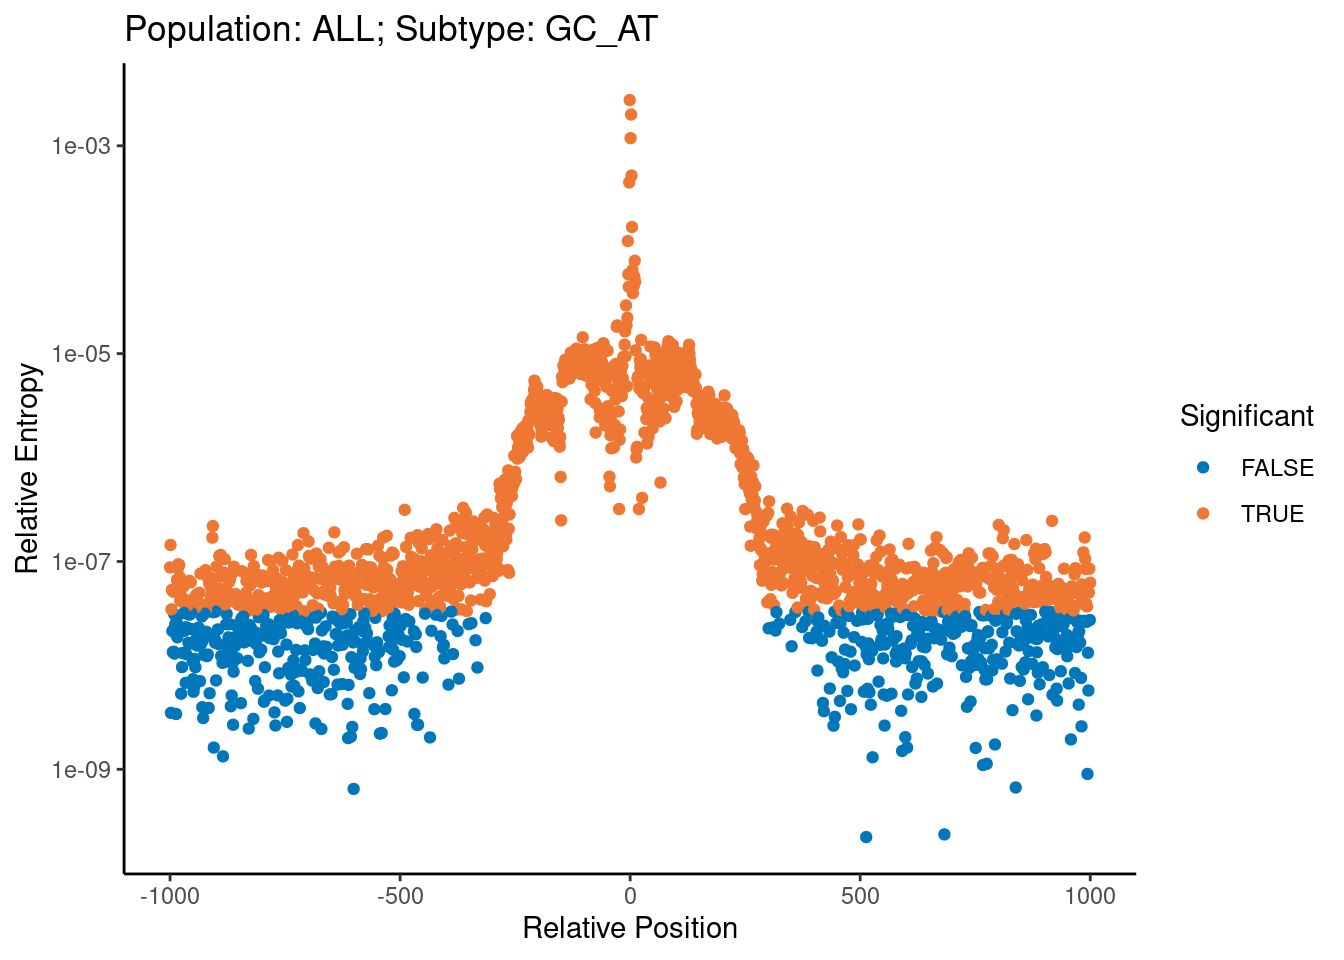 Population: ALL; Subtype: GC_AT
Relative Entropy
1e-03
1e-05
1e-07
1e-09
-1000
-500
0
500
1000
Relative Position
Significant
FALSE
TRUE